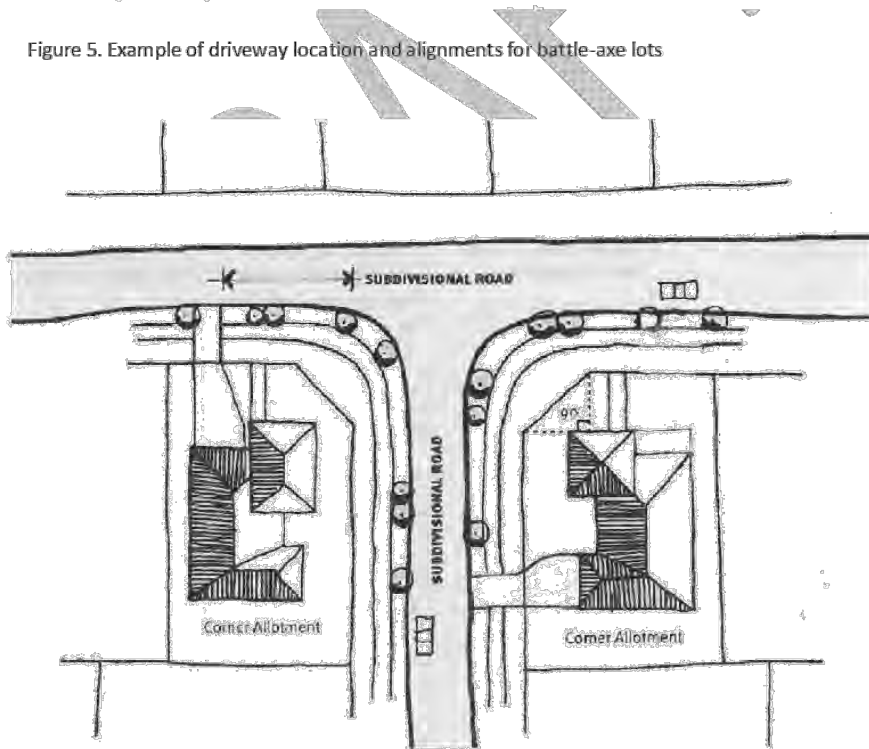 Figure 5. Example of driveway location and alignments for battle-axe lots
SUBDIVISIONAL ROAD
SUBDIVISIONAL ROAD
90
Corner Allotment
Corner Allotment